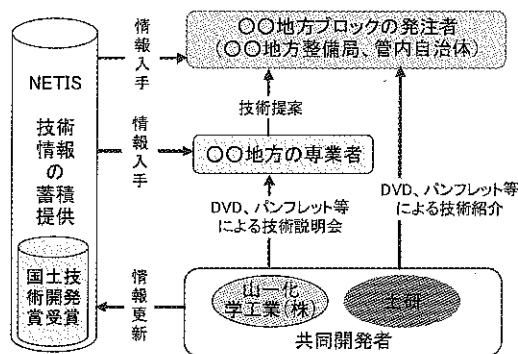 NETIS
技術
情報
の
蓄積
提供
国土技
術開発
賞受賞
情報入手
情報入手
情報更新
○○地方ブロックの発注者
(○○地方整備局、管内自治体)
技術提案
○○地方の専業者
DVD、パンフレット等
による技術説明会
DVD、パンフレット等
による技術紹介
山一化
学工業(株)
土研
共同開発者